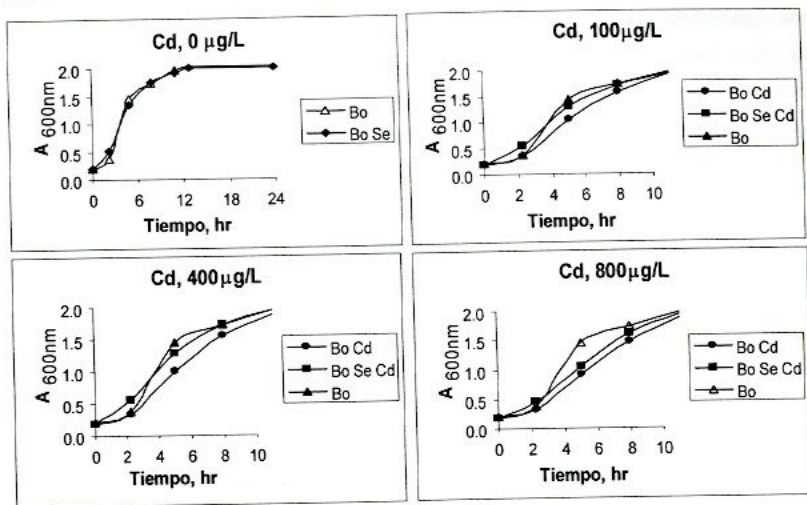 Cd, 0 µg/L
A 600nm
2.0
1.5
1.0
0.5
0.0
0 6 12 18 24
Tiempo, hr
Bo
Bo Se
Cd, 100µg/L
A 600nm
2.0
1.5
1.0
0.5
0.0
0 2 4 6 8 10
Tiempo, hr
Bo Cd
Bo Se Cd
Bo
Cd, 400µg/L
A 600nm
2.0
1.5
1.0
0.5
0.0
0 2 4 6 8 10
Tiempo, hr
Bo Cd
Bo Se Cd
Bo
Cd, 800µg/L
A 600nm
2.0
1.5
1.0
0.5
0.0
0 2 4 6 8 10
Tiempo, hr
Bo Cd
Bo Se Cd
Bo